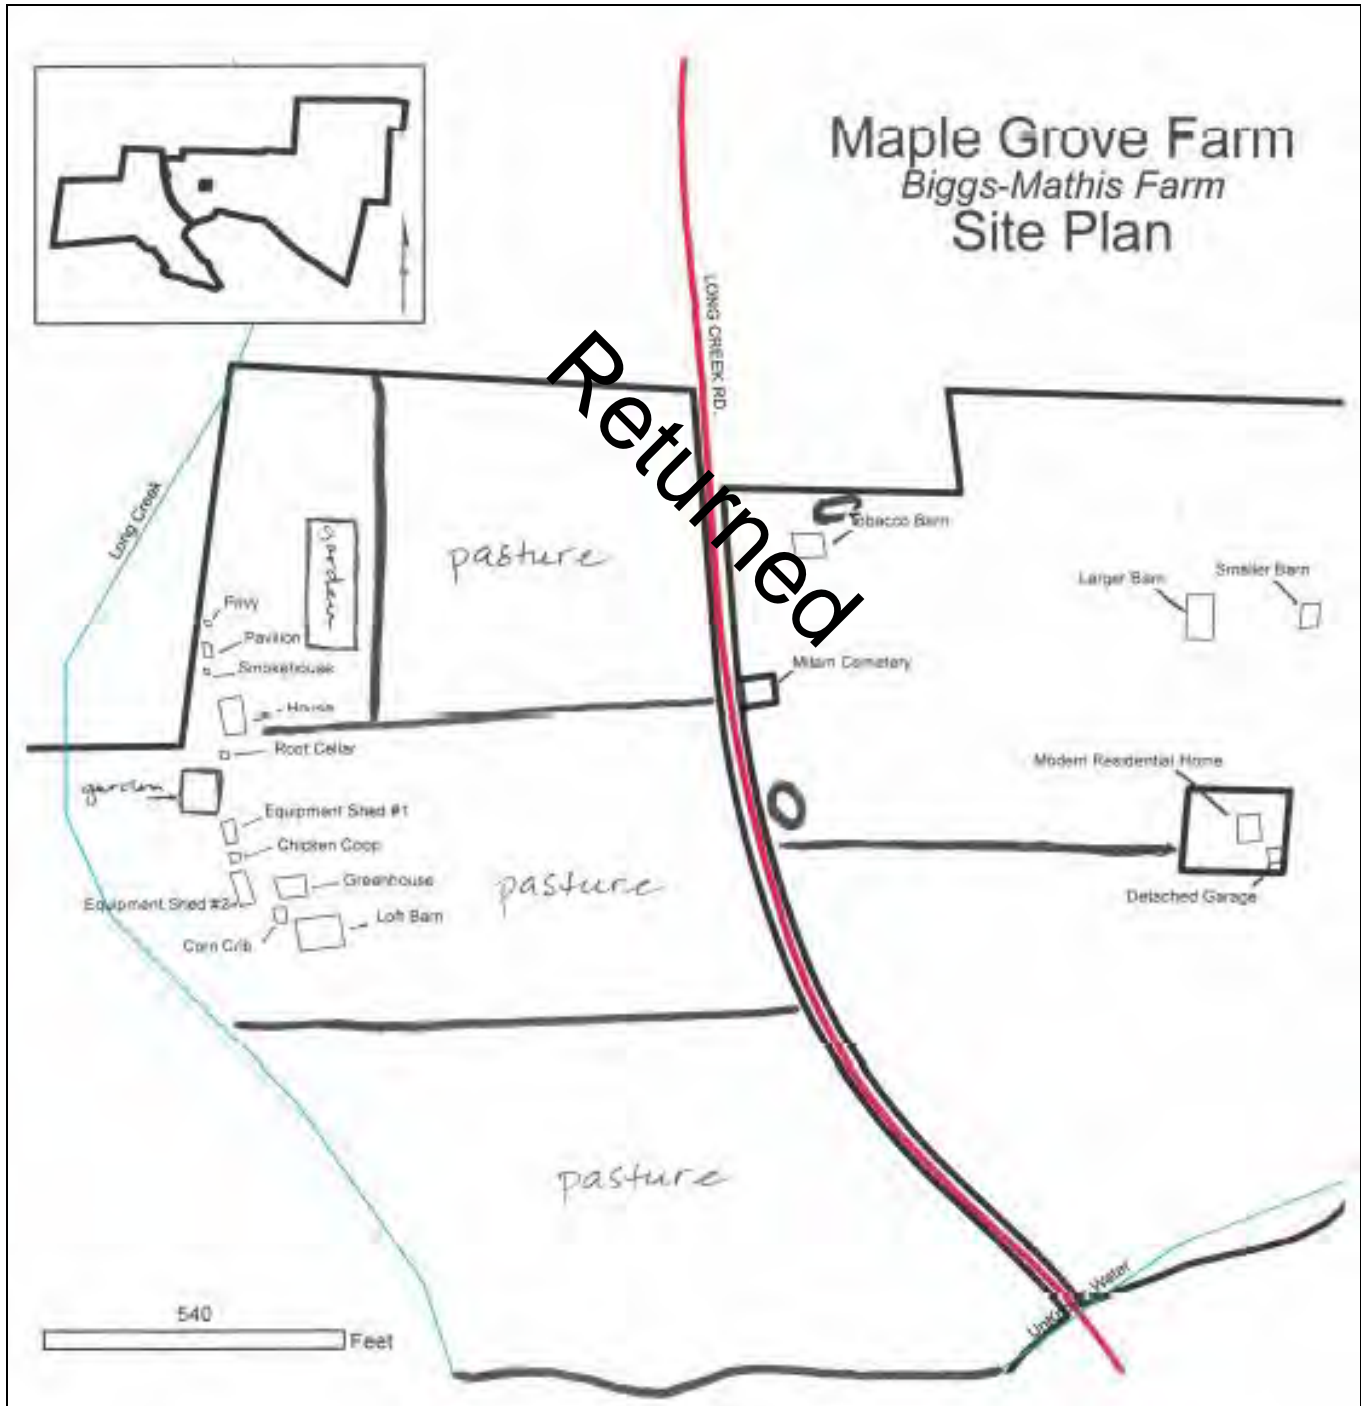 Maple Grove Farm
Biggs-Mathis Farm
Site Plan
LONG CREEK RD.
Returned
Long Creek
garden
pasture
Tobacco Barn
Larger Barn
Smaller Barn
Privy
Pavilion
Smokehouse
House
Milam Cemetery
Root Cellar
Modern Residential Home
garden
Equipment Shed #1
Chicken Coop
Greenhouse
pasture
Equipment Shed #2
Loft Barn
Corn Crib
Detached Garage
pasture
Water
540
Feet